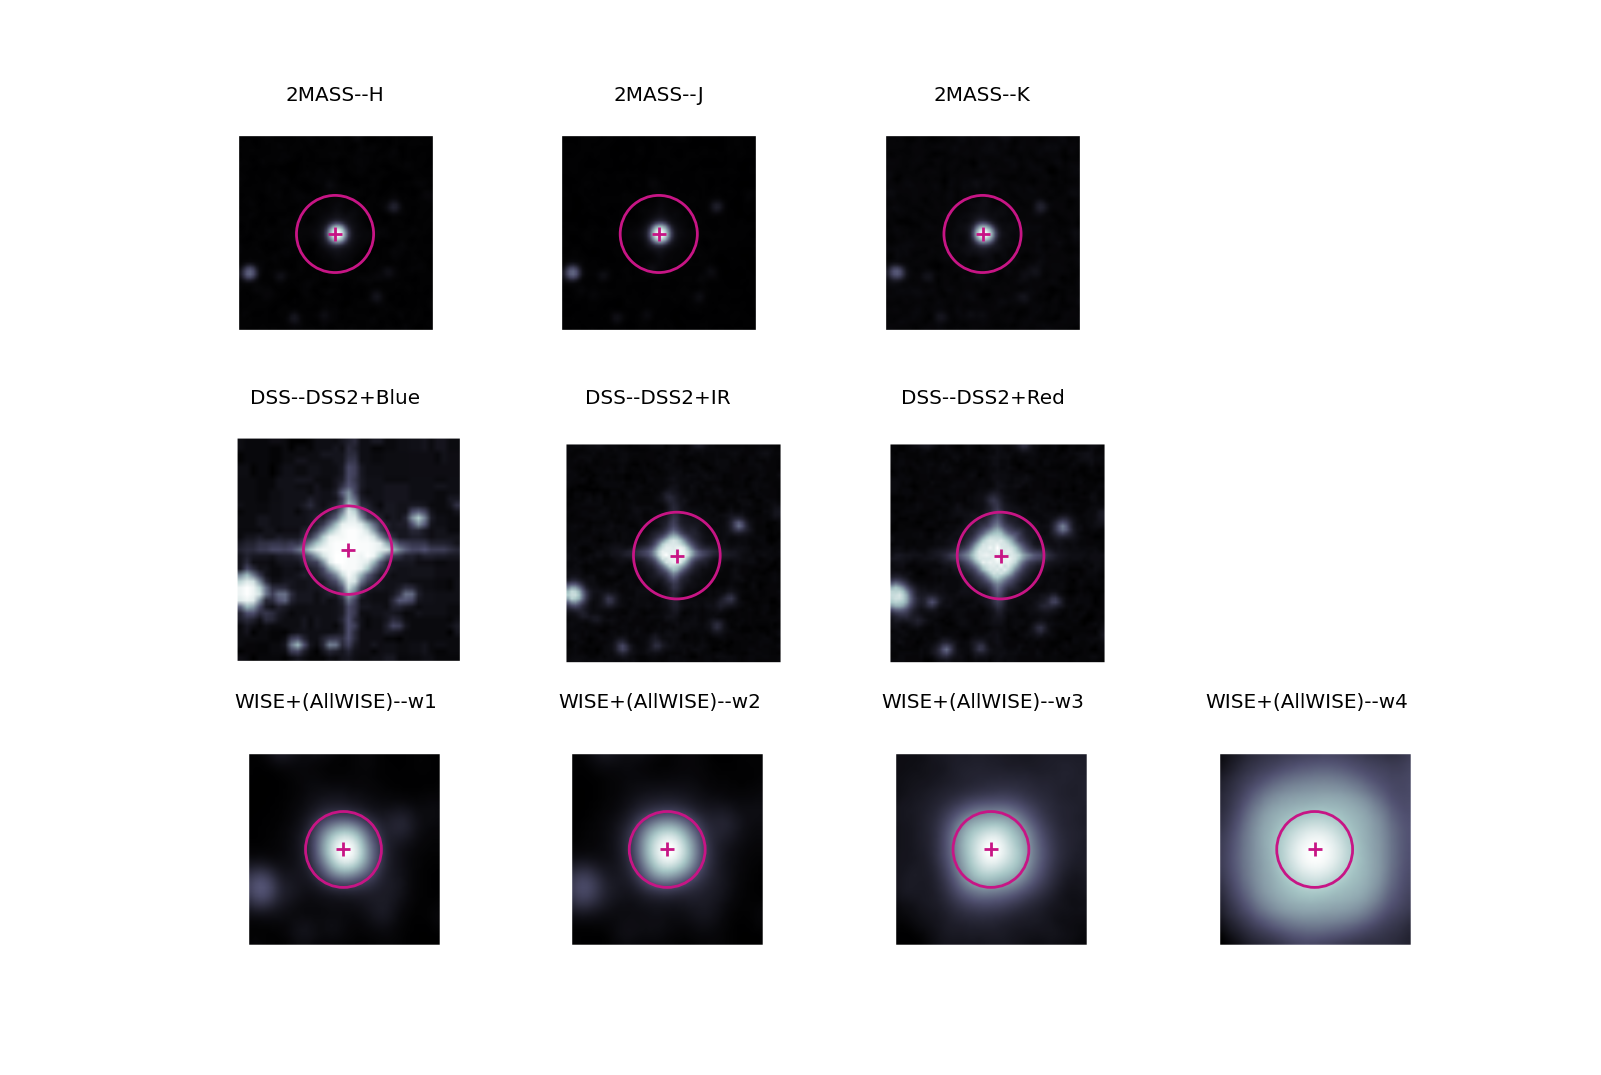 2MASS--H
2MASS--J
2MASS--K
DSS--DSS2+Blue
DSS--DSS2+IR
DSS--DSS2+Red
WISE+(AllWISE)--w1
WISE+(AllWISE)--w2
WISE+(AllWISE)--w3
WISE+(AllWISE)--w4